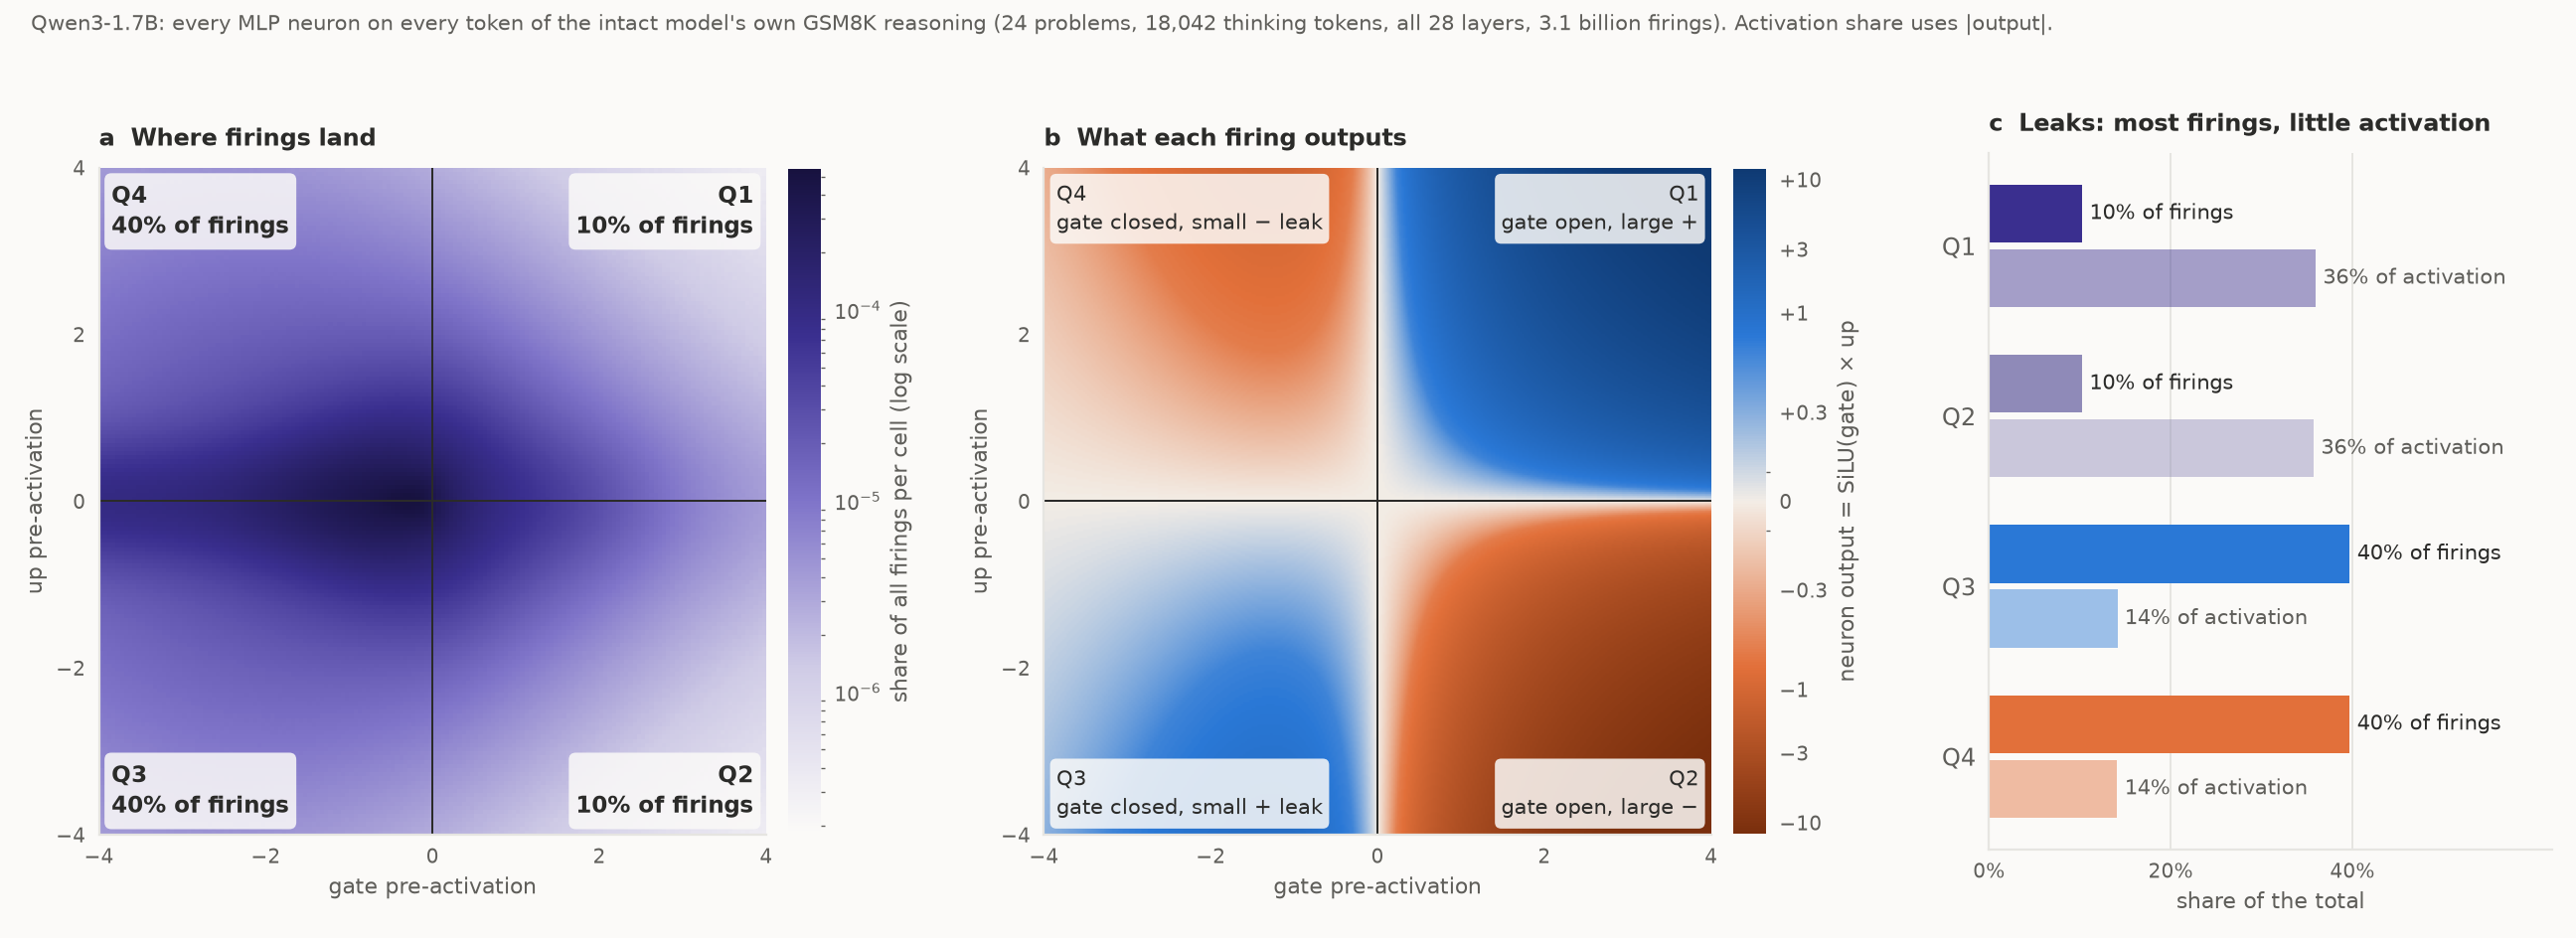 Qwen3-1.7B: every MLP neuron on every token of the intact model's own GSM8K reasoning (24 problems, 18,042 thinking tokens, all 28 layers, 3.1 billion firings). Activation share uses |output|.
a Where firings land
4
2
0
−2
−4
up pre-activation
Q4
40% of firings
Q1
10% of firings
Q3
40% of firings
Q2
10% of firings
−4
−2
0
2
4
gate pre-activation
10⁻⁴
10⁻⁵
10⁻⁶
share of all firings per cell (log scale)
b What each firing outputs
4
2
0
−2
−4
up pre-activation
Q4
gate closed, small − leak
Q1
gate open, large +
Q3
gate closed, small + leak
Q2
gate open, large −
−4
−2
0
2
4
gate pre-activation
+10
+3
+1
+0.3
0
−0.3
−1
−3
−10
neuron output = SiLU(gate) × up
c Leaks: most firings, little activation
Q1
10% of firings
36% of activation
Q2
10% of firings
36% of activation
Q3
40% of firings
14% of activation
Q4
40% of firings
14% of activation
0%
20%
40%
share of the total